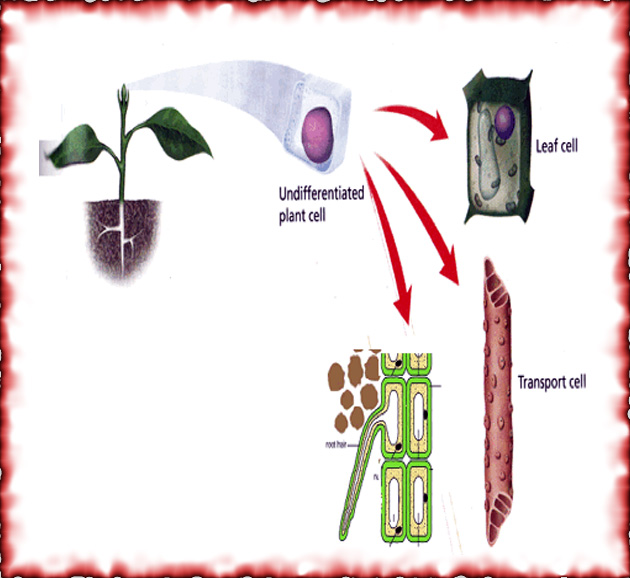 Undifferentiated
plant cell
Leaf cell
Transport cell
root hair